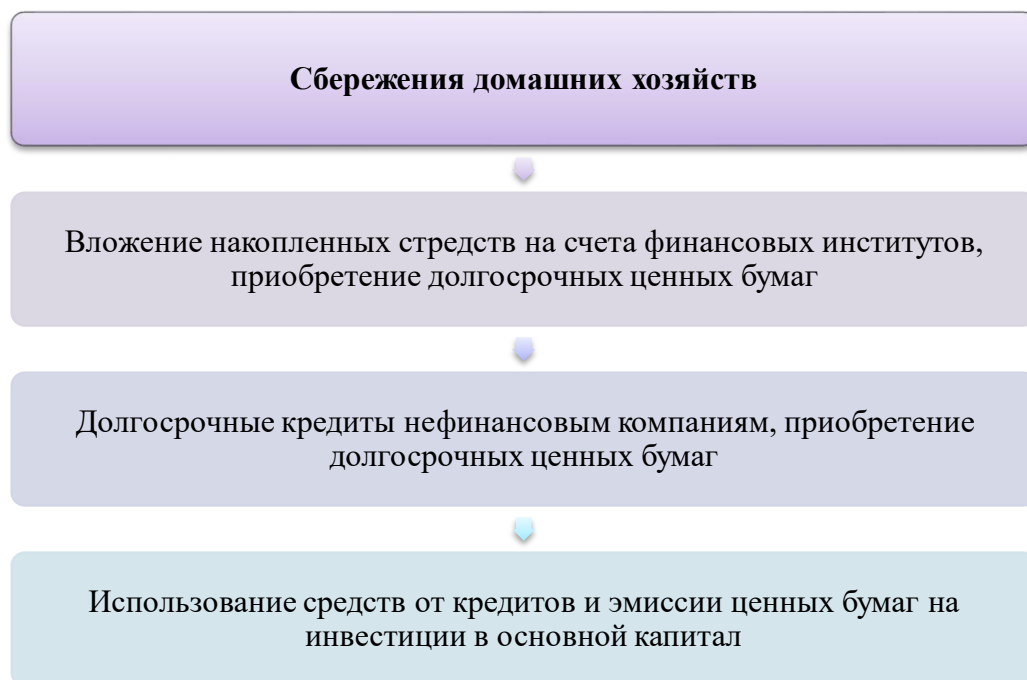 Сбережения домашних хозяйств
Вложение накопленных стредств на счета финансовых институтов,
приобретение долгосрочных ценных бумаг
Долгосрочные кредиты нефинансовым компаниям, приобретение
долгосрочных ценных бумаг
Использование средств от кредитов и эмиссии ценных бумаг на
инвестиции в основной капитал